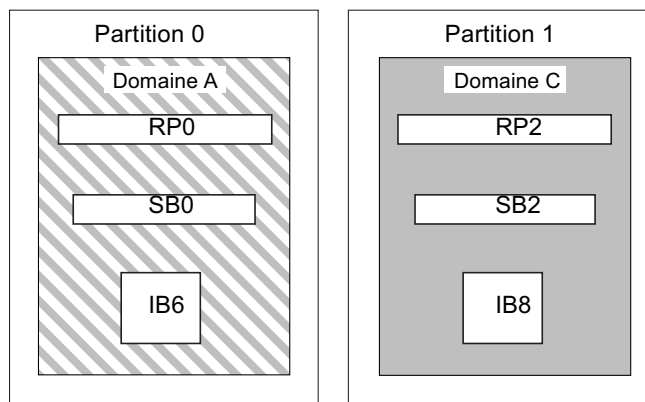 Partition 0
Domaine A
RP0
SB0
IB6
Partition 1
Domaine C
RP2
SB2
IB8